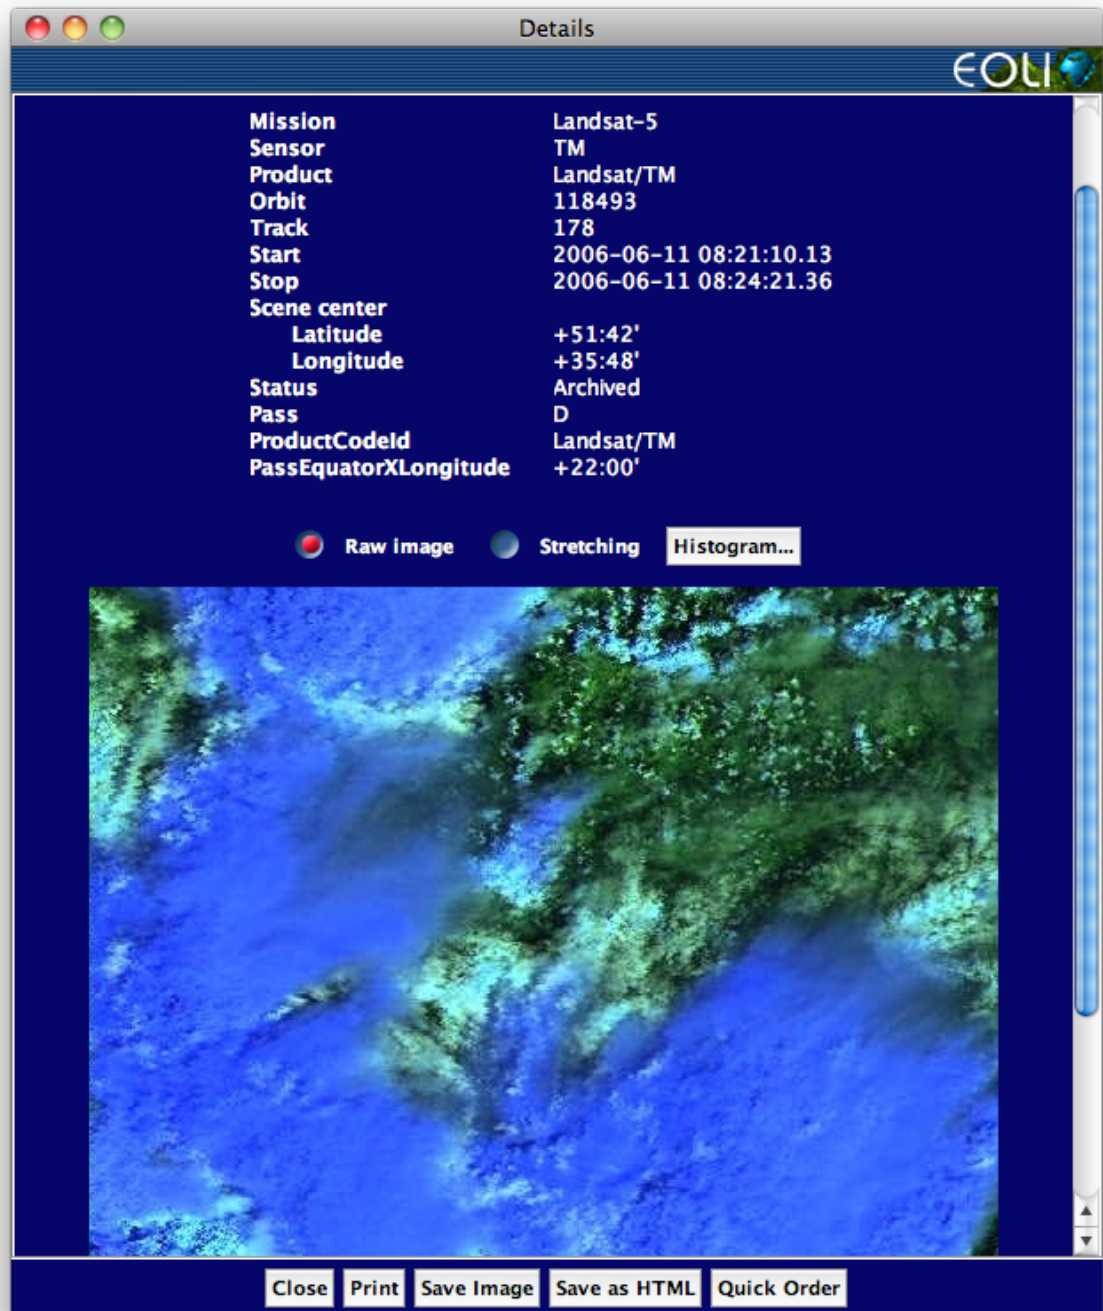 Details
EOLI
Mission Landsat-5
Sensor TM
Product Landsat/TM
Orbit 118493
Track 178
Start 2006-06-11 08:21:10.13
Stop 2006-06-11 08:24:21.36
Scene center
Latitude +51:42'
Longitude +35:48'
Status Archived
Pass D
ProductCodeId Landsat/TM
PassEquatorXLongitude +22:00'
Raw image Stretching Histogram...
Close Print Save Image Save as HTML Quick Order